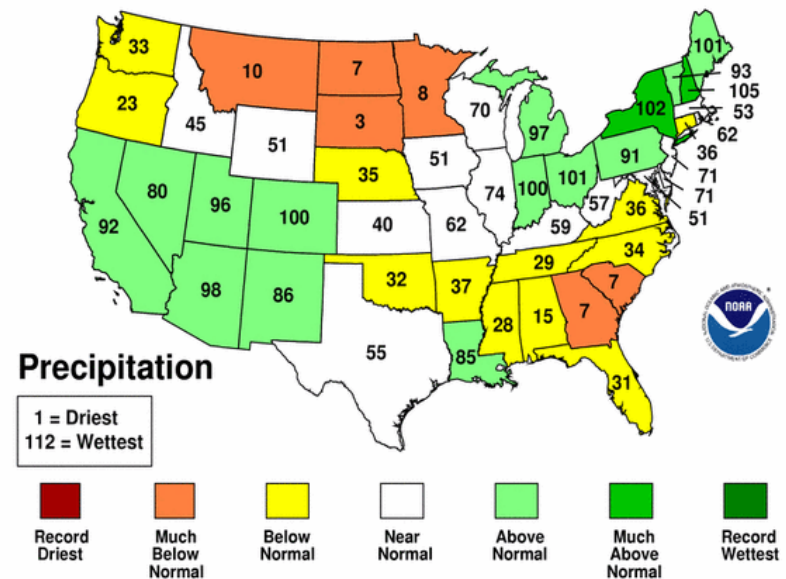 33
10
7
8
101
93
105
53
62
36
71
71
51
23
45
3
70
97
102
51
35
51
74
100
101
91
80
96
100
40
62
59
57
36
92
98
86
32
37
29
34
55
85
28
15
7
7
31
NOAA
Precipitation
1 = Driest
112 = Wettest
Record
Driest
Much
Below
Normal
Below
Normal
Near
Normal
Above
Normal
Much
Above
Normal
Record
Wettest